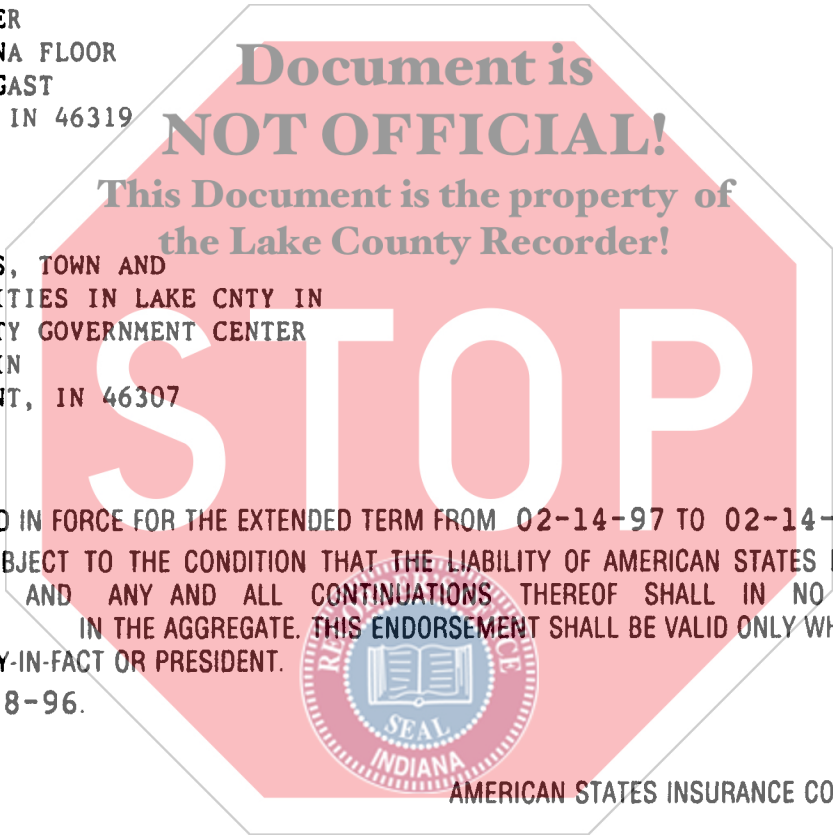 ER
NA FLOOR
GAST
IN 46319
Document is
NOT OFFICIAL!
This Document is the property of
the Lake County Recorder!
S, TOWN AND
ITIES IN LAKE CNTY IN
TY GOVERNMENT CENTER
IN
NT, IN 46307
STOP
D IN FORCE FOR THE EXTENDED TERM FROM 02-14-97 TO 02-14-
BJECT TO THE CONDITION THAT THE LIABILITY OF AMERICAN STATES
AND ANY AND ALL CONTINUATIONS THEREOF SHALL IN NO
IN THE AGGREGATE. THIS ENDORSEMENT SHALL BE VALID ONLY WH
Y-IN-FACT OR PRESIDENT.
8-96.
RECORDER'S OFFICE
SEAL
INDIANA
AMERICAN STATES INSURANCE CO